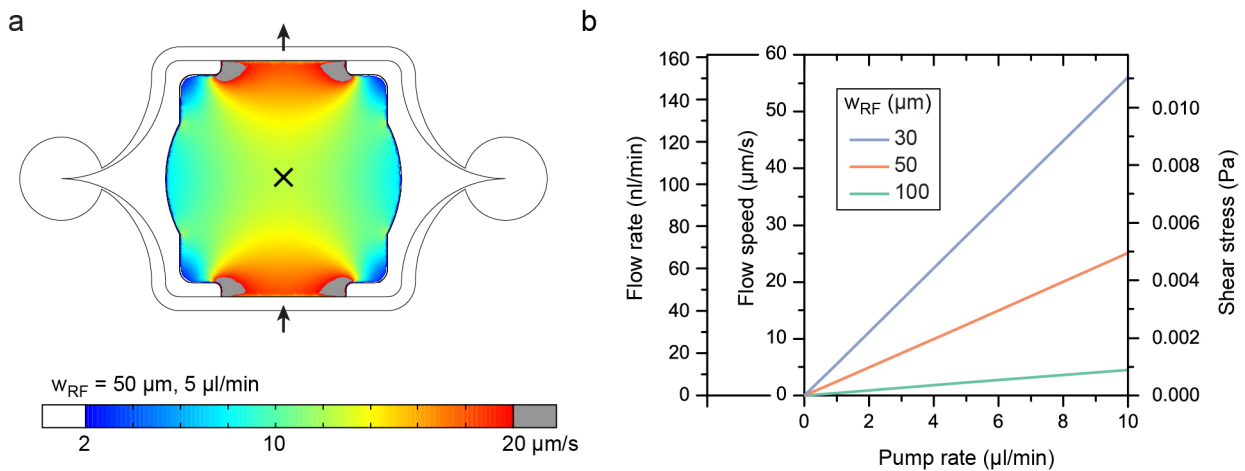 a
w_RF = 50 µm, 5 µl/min
2 10 20 µm/s
b
Flow rate (nl/min)
160
140
120
100
80
60
40
20
0
Flow speed (µm/s)
60
50
40
30
20
10
0
w_RF (µm)
30
50
100
0.010
0.008
0.006
0.004
0.002
0.000
Shear stress (Pa)
0 2 4 6 8 10
Pump rate (µl/min)